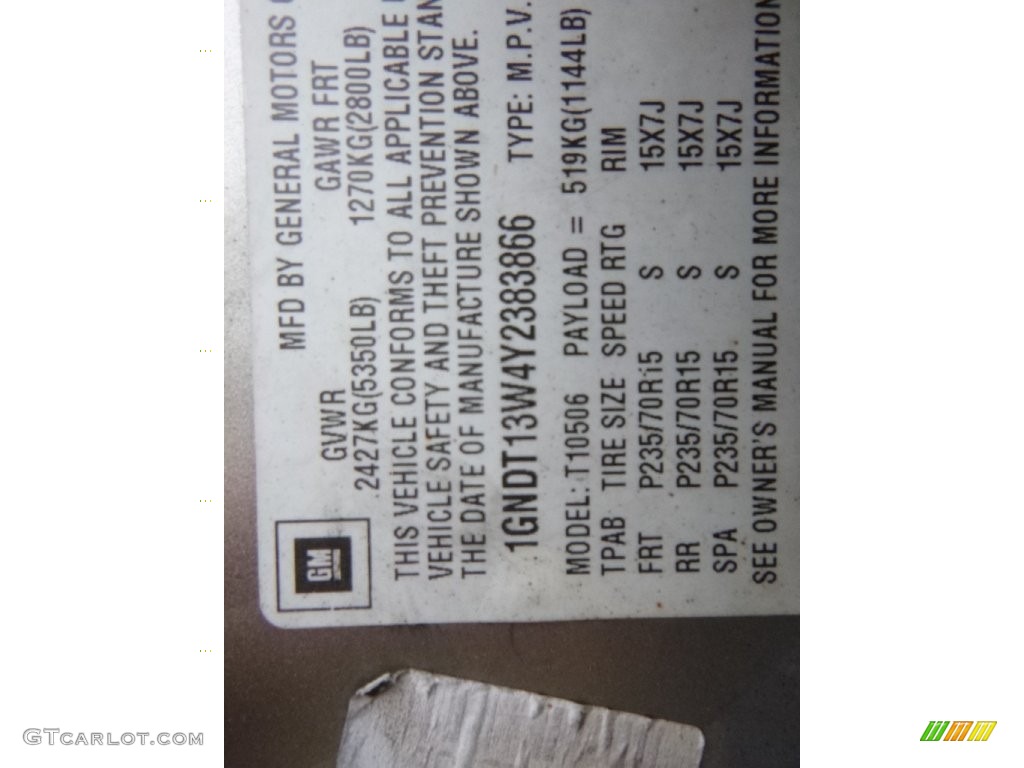 MFD BY GENERAL MOTORS
GVWR GAWR FRT
2427KG(5350LB) 1270KG(2800LB)
THIS VEHICLE CONFORMS TO ALL APPLICABLE
VEHICLE SAFETY AND THEFT PREVENTION STAN
THE DATE OF MANUFACTURE SHOWN ABOVE.
1GNDT13W4Y2383866 TYPE: M.P.V.
MODEL: T10506 PAYLOAD = 519KG(1144LB)
TPAB TIRE SIZE SPEED RTG RIM
FRT P235/70R15 S 15X7J
RR P235/70R15 S 15X7J
SPA P235/70R15 S 15X7J
SEE OWNER'S MANUAL FOR MORE INFORMATION
GM
GTCARLOT.COM